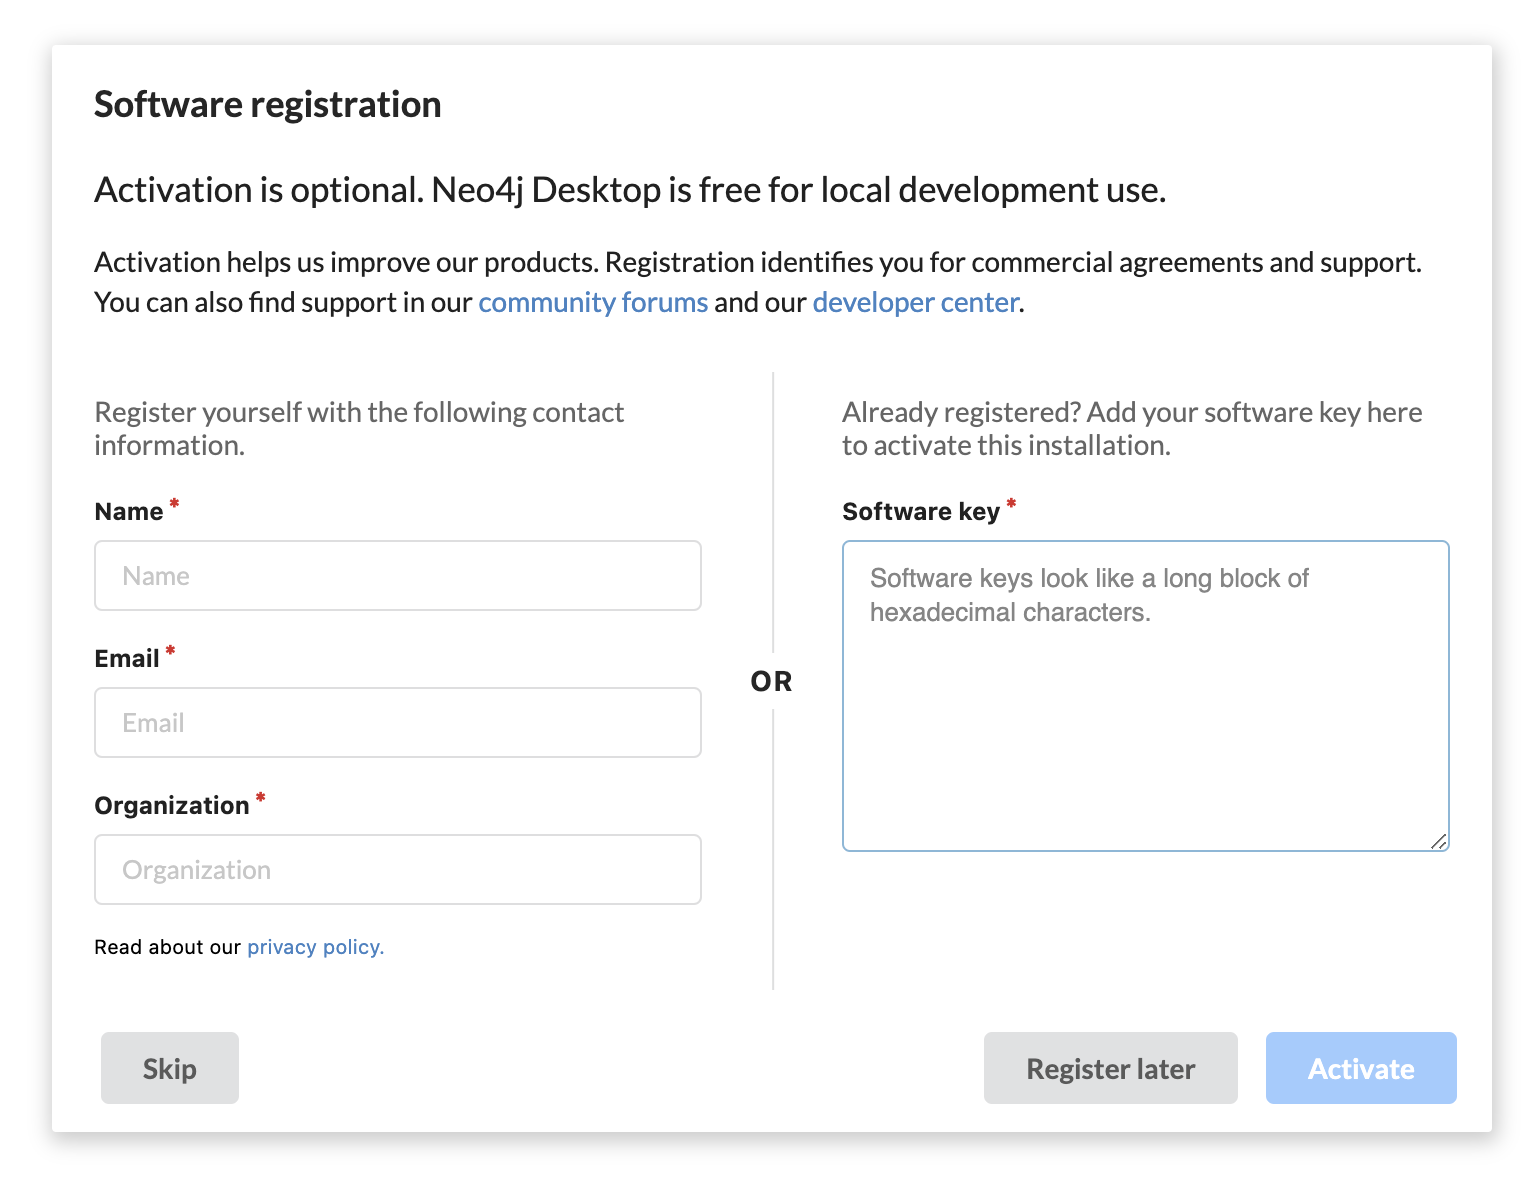 Software registration
Activation is optional. Neo4j Desktop is free for local development use.
Activation helps us improve our products. Registration identifies you for commercial agreements and support.
You can also find support in our community forums and our developer center.
Register yourself with the following contact
information.
Name *
Name
Email *
Email
Organization *
Organization
Read about our privacy policy.
OR
Already registered? Add your software key here
to activate this installation.
Software key *
Software keys look like a long block of
hexadecimal characters.
Skip
Register later
Activate